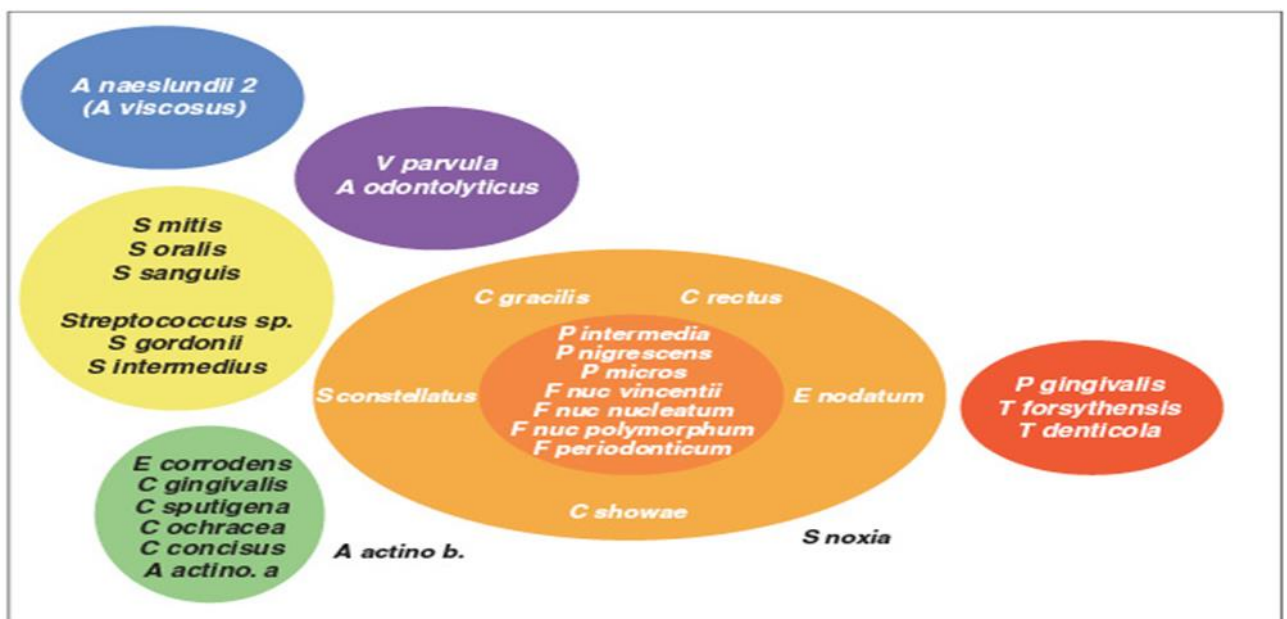 A naeslundii 2
(A viscosus)
V parvula
A odontolyticus
S mitis
S oralis
S sanguis
Streptococcus sp.
S gordonii
S intermedius
C gracilis
C rectus
P intermedia
P nigrescens
P micros
F nuc vincentii
F nuc nucleatum
F nuc polymorphum
F periodonticum
S constellatus
E nodatum
C showae
P gingivalis
T forsythensis
T denticola
E corrodens
C gingivalis
C sputigena
C ochracea
C concisus
A actino. a
A actino b.
S noxia